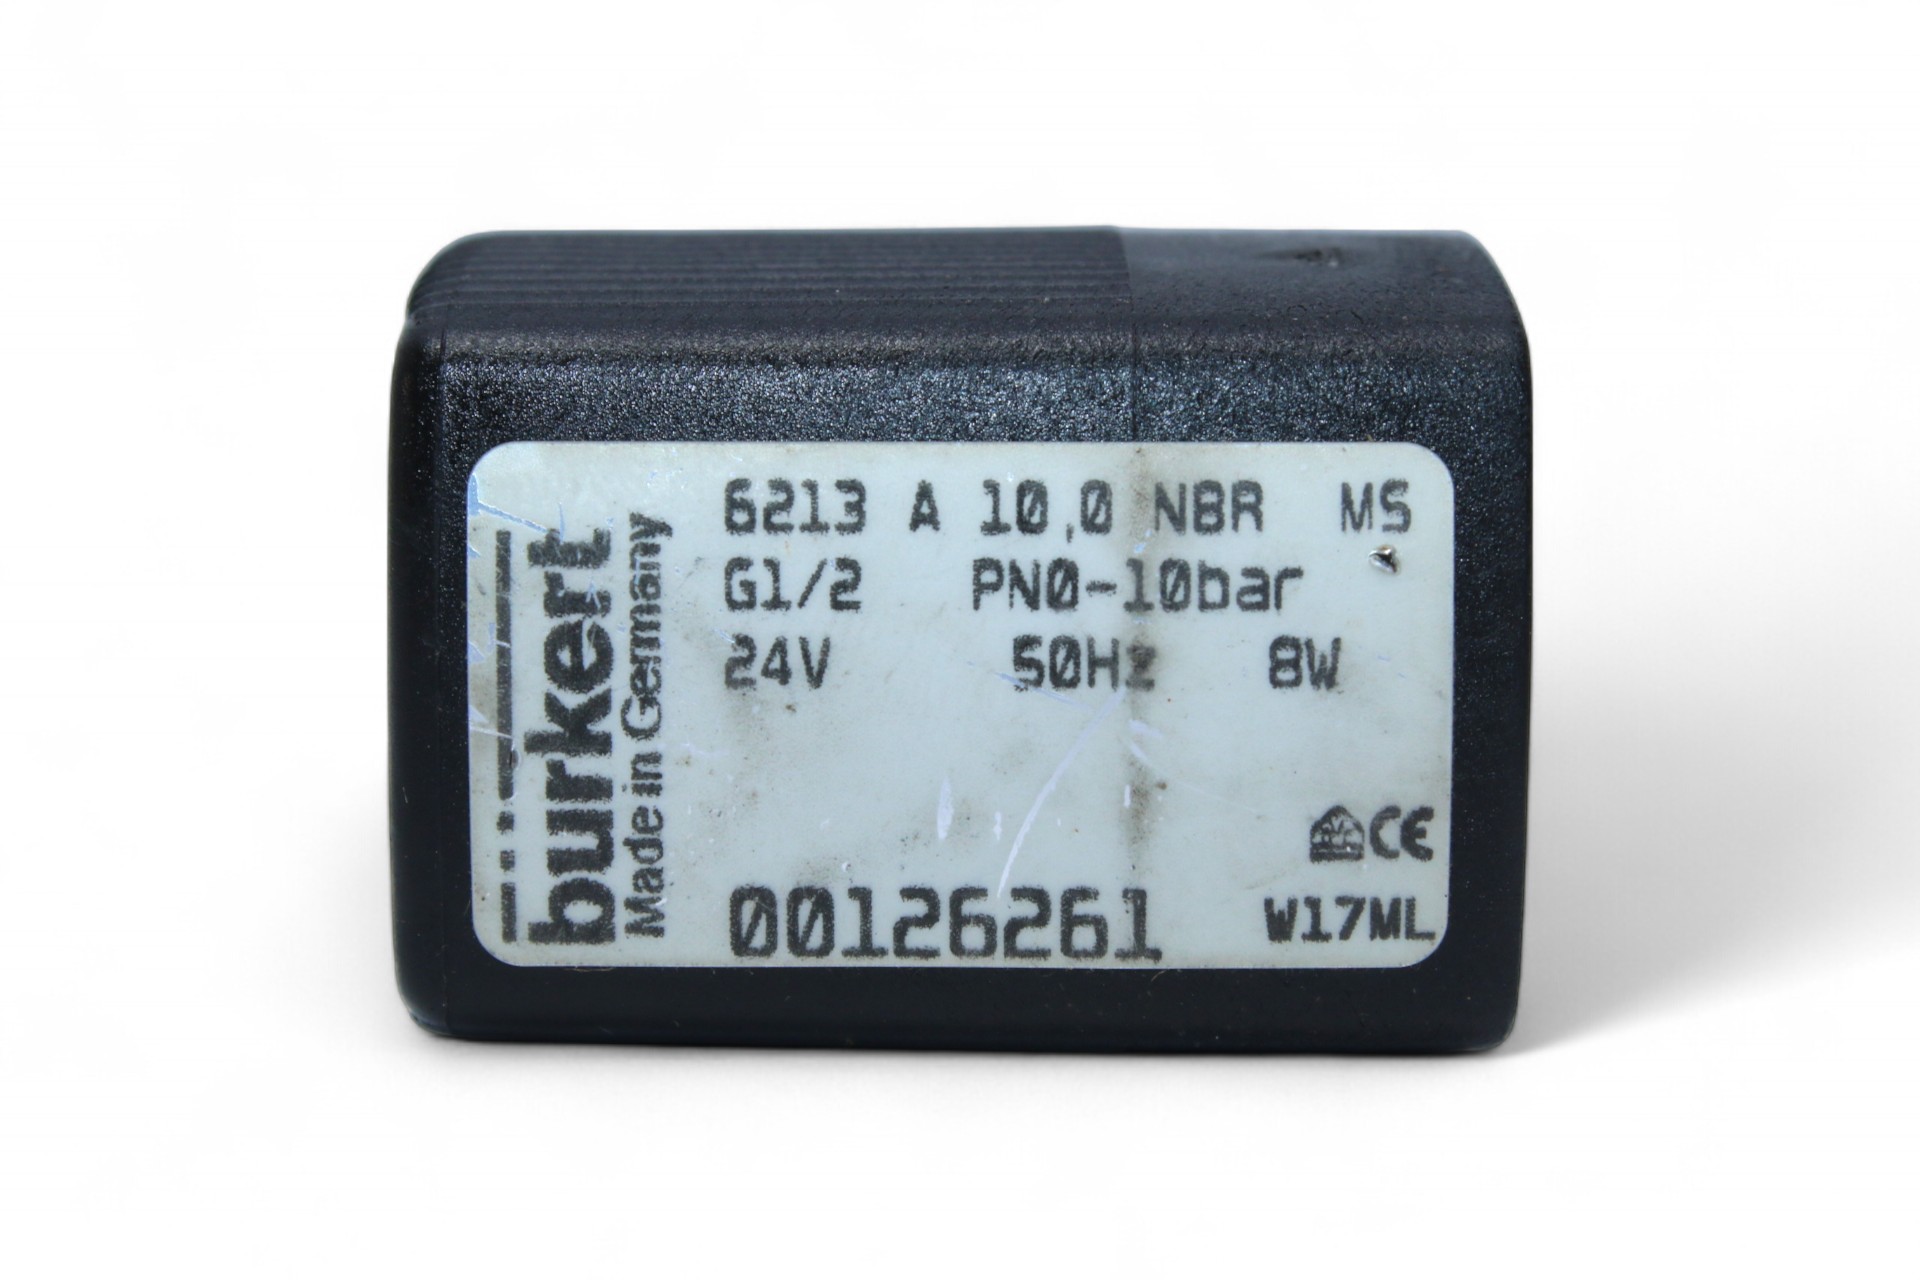 6213 A 10,0 NBR MS
G1/2 PN0-10bar
24V 50Hz 8W
CE
00126261 W17ML
burkert
Made in Germany